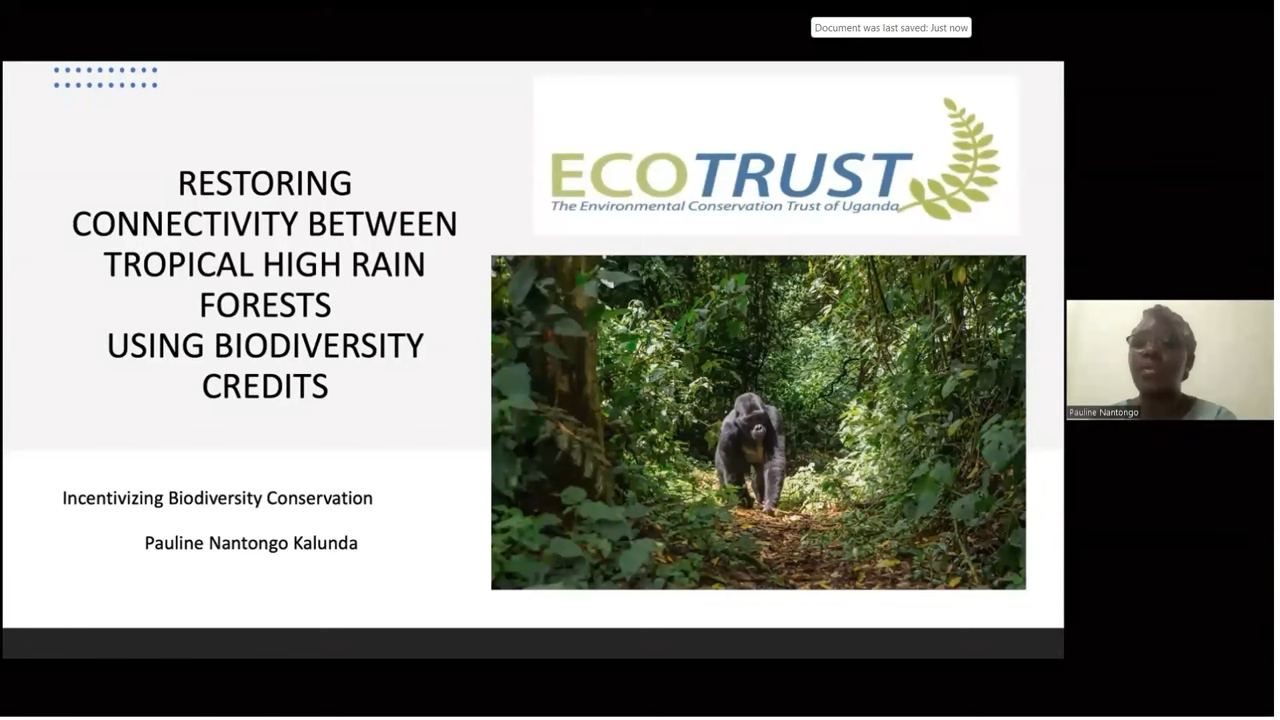 Document was last saved: Just now
ECOTRUST
The Environmental Conservation Trust of Uganda
RESTORING
CONNECTIVITY BETWEEN
TROPICAL HIGH RAIN
FORESTS
USING BIODIVERSITY
CREDITS
Incentivizing Biodiversity Conservation
Pauline Nantongo Kalunda
Pauline Nantongo